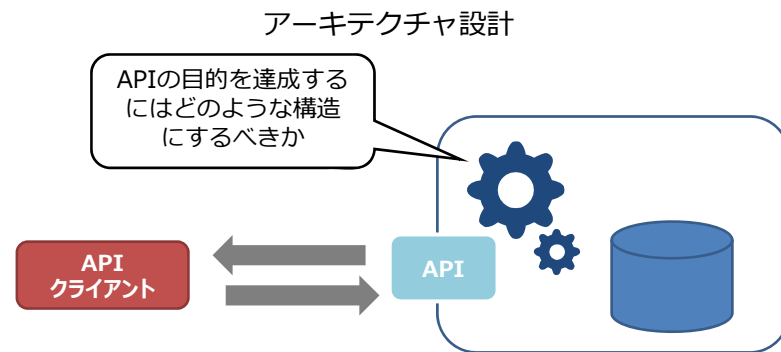 アーキテクチャ設計
APIの目的を達成する
にはどのような構造
にするべきか
API
クライアント
API